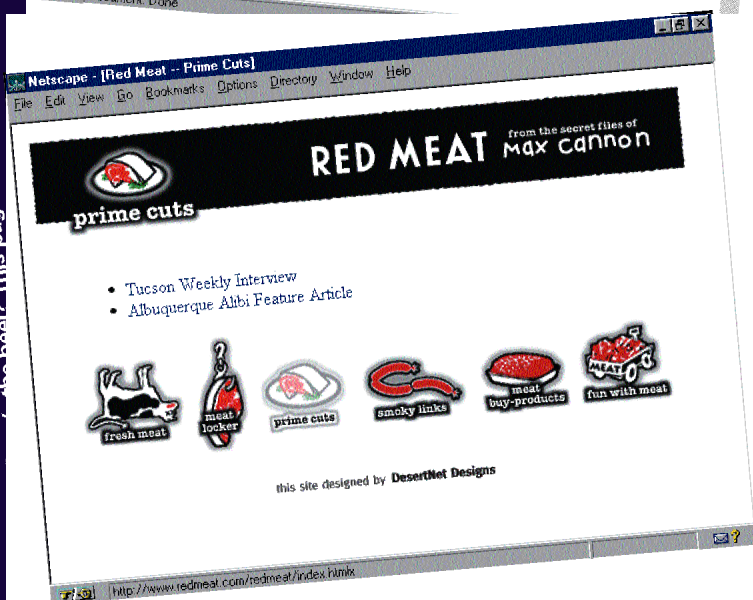 Document: Done
Netscape - [Red Meat -- Prime Cuts]
File Edit View Go Bookmarks Options Directory Window Help
prime cuts
RED MEAT from the secret files of
Max Cannon
Tucson Weekly Interview
Albuquerque Alibi Feature Article
fresh meat
meat
locker
prime cuts
smoky links
meat
buy-products
MEAT
fun with meat
this site designed by DesertNet Designs
http://www.redmeat.com/redmeat/index.htmlx